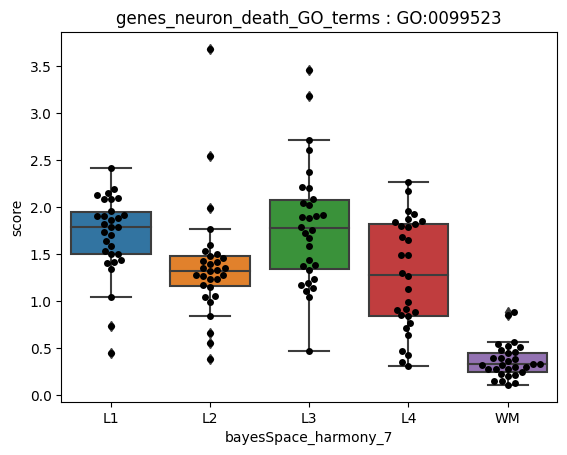 genes_neuron_death_GO_terms : GO:0099523
score
3.5
3.0
2.5
2.0
1.5
1.0
0.5
0.0
L1 L2 L3 L4 WM
bayesSpace_harmony_7